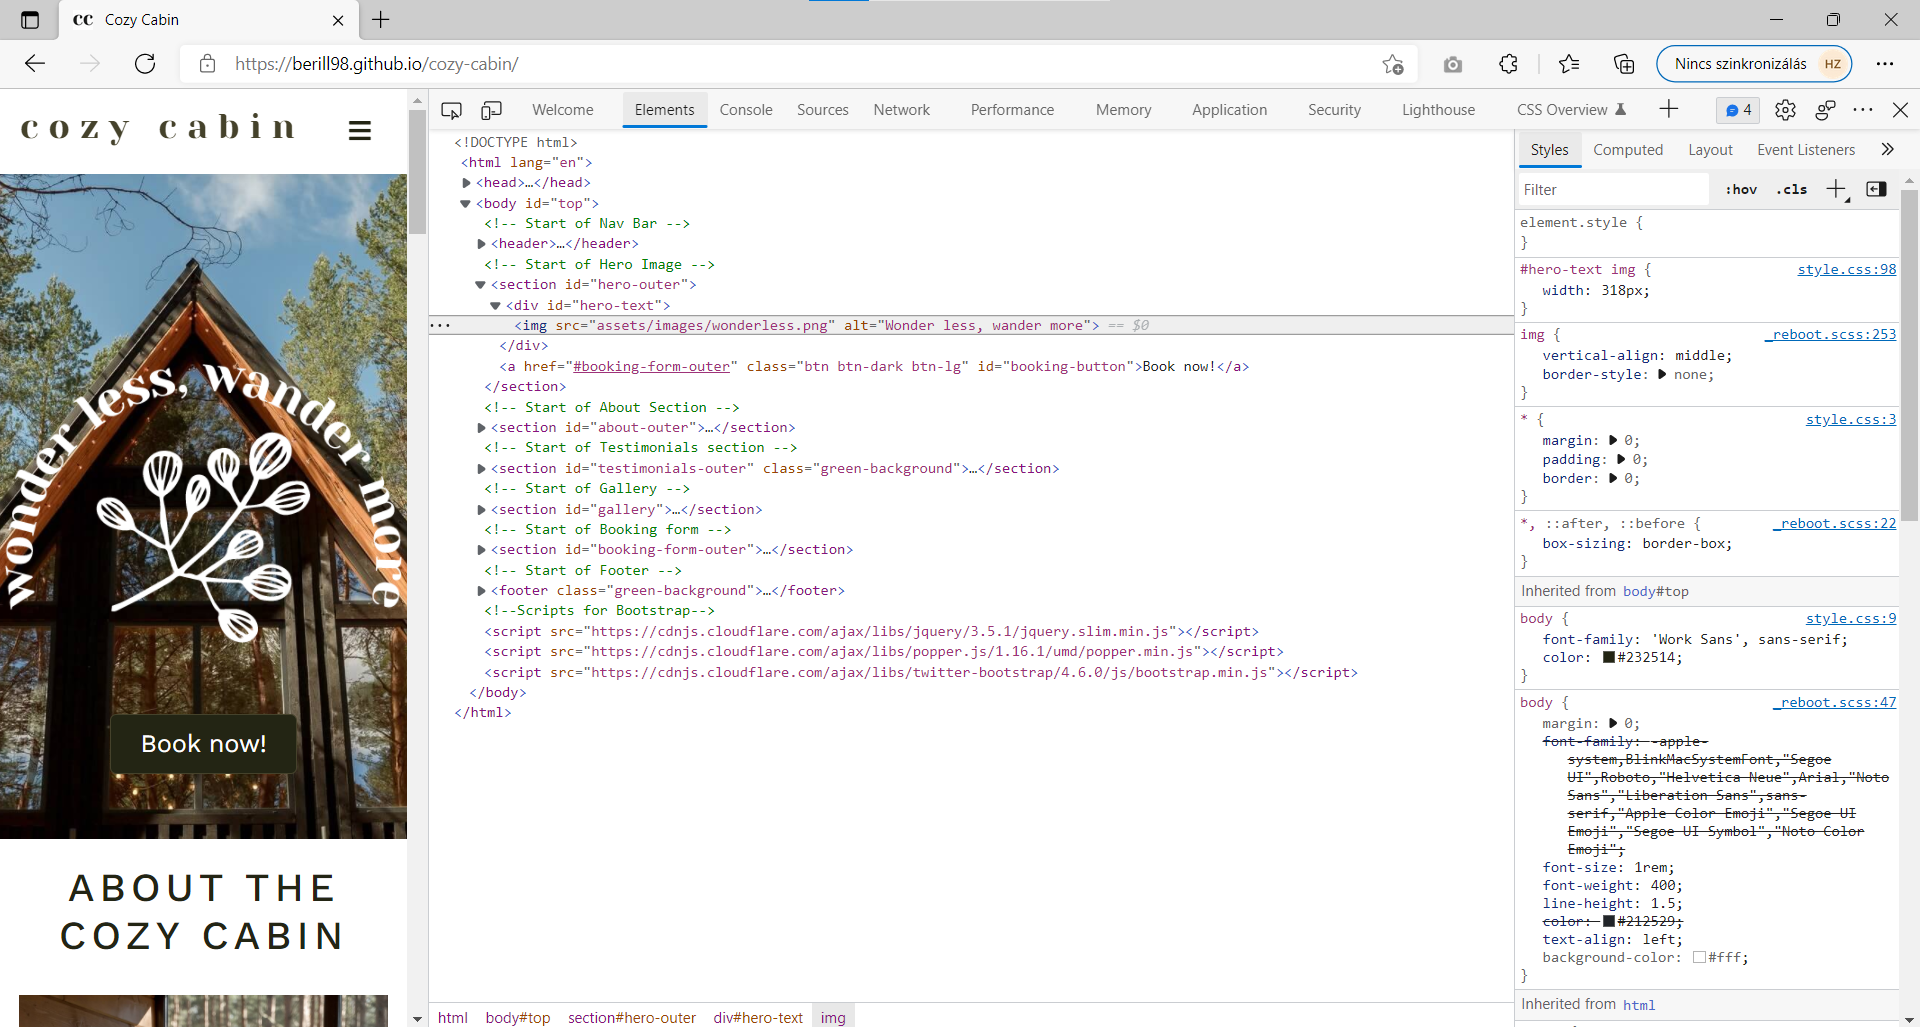 cc Cozy Cabin
https://berill98.github.io/cozy-cabin/
Nincs szinkronizálás HZ
cozy cabin
wonder less, wander more
Book now!
ABOUT THE
COZY CABIN
Welcome Elements Console Sources Network Performance Memory Application Security Lighthouse CSS Overview 4
<!DOCTYPE html>
<html lang="en">
<head>…</head>
<body id="top">
<!-- Start of Nav Bar -->
<header>…</header>
<!-- Start of Hero Image -->
<section id="hero-outer">
<div id="hero-text">
<img src="assets/images/wonderless.png" alt="Wonder less, wander more"> == $0
</div>
<a href="#booking-form-outer" class="btn btn-dark btn-lg" id="booking-button">Book now!</a>
</section>
<!-- Start of About Section -->
<section id="about-outer">…</section>
<!-- Start of Testimonials section -->
<section id="testimonials-outer" class="green-background">…</section>
<!-- Start of Gallery -->
<section id="gallery">…</section>
<!-- Start of Booking form -->
<section id="booking-form-outer">…</section>
<!-- Start of Footer -->
<footer class="green-background">…</footer>
<!--Scripts for Bootstrap-->
<script src="https://cdnjs.cloudflare.com/ajax/libs/jquery/3.5.1/jquery.slim.min.js"></script>
<script src="https://cdnjs.cloudflare.com/ajax/libs/popper.js/1.16.1/umd/popper.min.js"></script>
<script src="https://cdnjs.cloudflare.com/ajax/libs/twitter-bootstrap/4.6.0/js/bootstrap.min.js"></script>
</body>
</html>
html body#top section#hero-outer div#hero-text img
Styles Computed Layout Event Listeners
Filter :hov .cls
element.style {
}
#hero-text img { style.css:98
width: 318px;
}
img { _reboot.scss:253
vertical-align: middle;
border-style: none;
}
* { style.css:3
margin: 0;
padding: 0;
border: 0;
}
*, ::after, ::before { _reboot.scss:22
box-sizing: border-box;
}
Inherited from body#top
body { style.css:9
font-family: 'Work Sans', sans-serif;
color: #232514;
}
body { _reboot.scss:47
margin: 0;
font-family: -apple-
system,BlinkMacSystemFont,"Segoe
UI",Roboto,"Helvetica Neue",Arial,"Noto
Sans","Liberation Sans",sans-
serif,"Apple Color Emoji","Segoe UI
Emoji","Segoe UI Symbol","Noto Color
Emoji";
font-size: 1rem;
font-weight: 400;
line-height: 1.5;
color: #212529;
text-align: left;
background-color: #fff;
}
Inherited from html